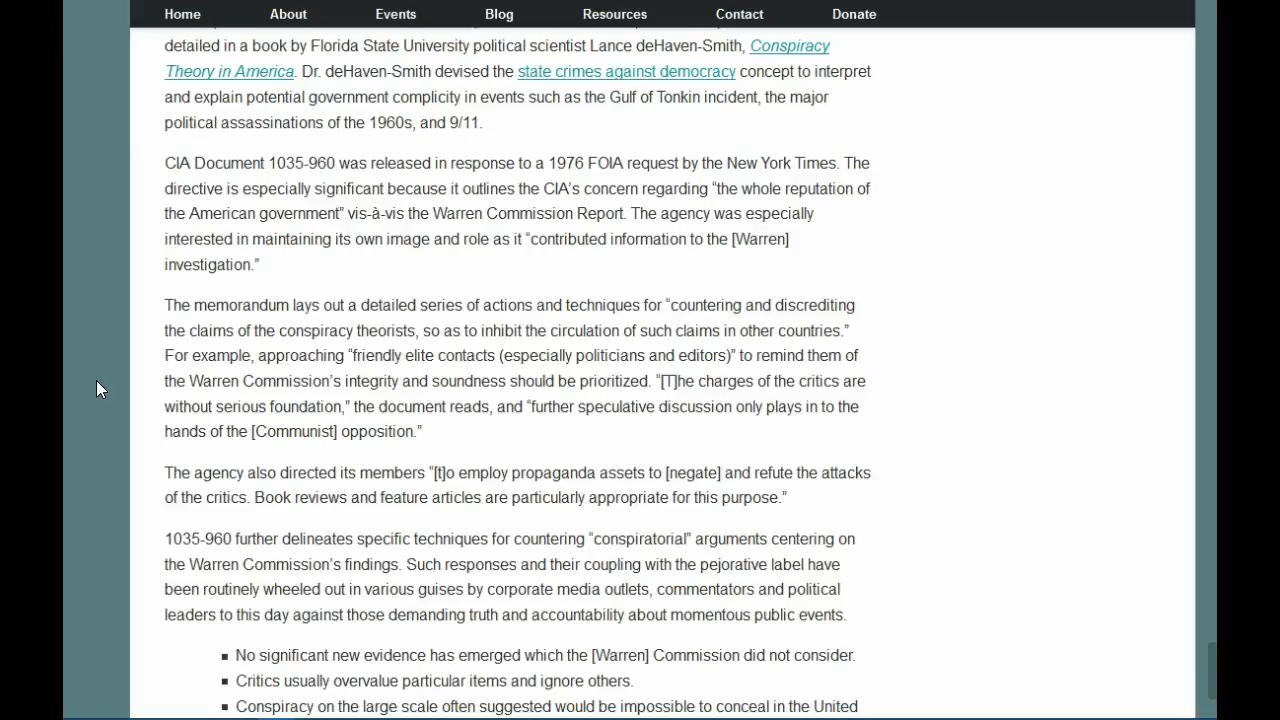 Home About Events Blog Resources Contact Donate
detailed in a book by Florida State University political scientist Lance deHaven-Smith, Conspiracy
Theory in America. Dr. deHaven-Smith devised the state crimes against democracy concept to interpret
and explain potential government complicity in events such as the Gulf of Tonkin incident, the major
political assassinations of the 1960s, and 9/11.
CIA Document 1035-960 was released in response to a 1976 FOIA request by the New York Times. The
directive is especially significant because it outlines the CIA’s concern regarding “the whole reputation of
the American government” vis-à-vis the Warren Commission Report. The agency was especially
interested in maintaining its own image and role as it “contributed information to the [Warren]
investigation.”
The memorandum lays out a detailed series of actions and techniques for “countering and discrediting
the claims of the conspiracy theorists, so as to inhibit the circulation of such claims in other countries.”
For example, approaching “friendly elite contacts (especially politicians and editors)” to remind them of
the Warren Commission’s integrity and soundness should be prioritized. “[T]he charges of the critics are
without serious foundation,” the document reads, and “further speculative discussion only plays in to the
hands of the [Communist] opposition.”
The agency also directed its members “[t]o employ propaganda assets to [negate] and refute the attacks
of the critics. Book reviews and feature articles are particularly appropriate for this purpose.”
1035-960 further delineates specific techniques for countering “conspiratorial” arguments centering on
the Warren Commission’s findings. Such responses and their coupling with the pejorative label have
been routinely wheeled out in various guises by corporate media outlets, commentators and political
leaders to this day against those demanding truth and accountability about momentous public events.
▪ No significant new evidence has emerged which the [Warren] Commission did not consider.
▪ Critics usually overvalue particular items and ignore others.
▪ Conspiracy on the large scale often suggested would be impossible to conceal in the United